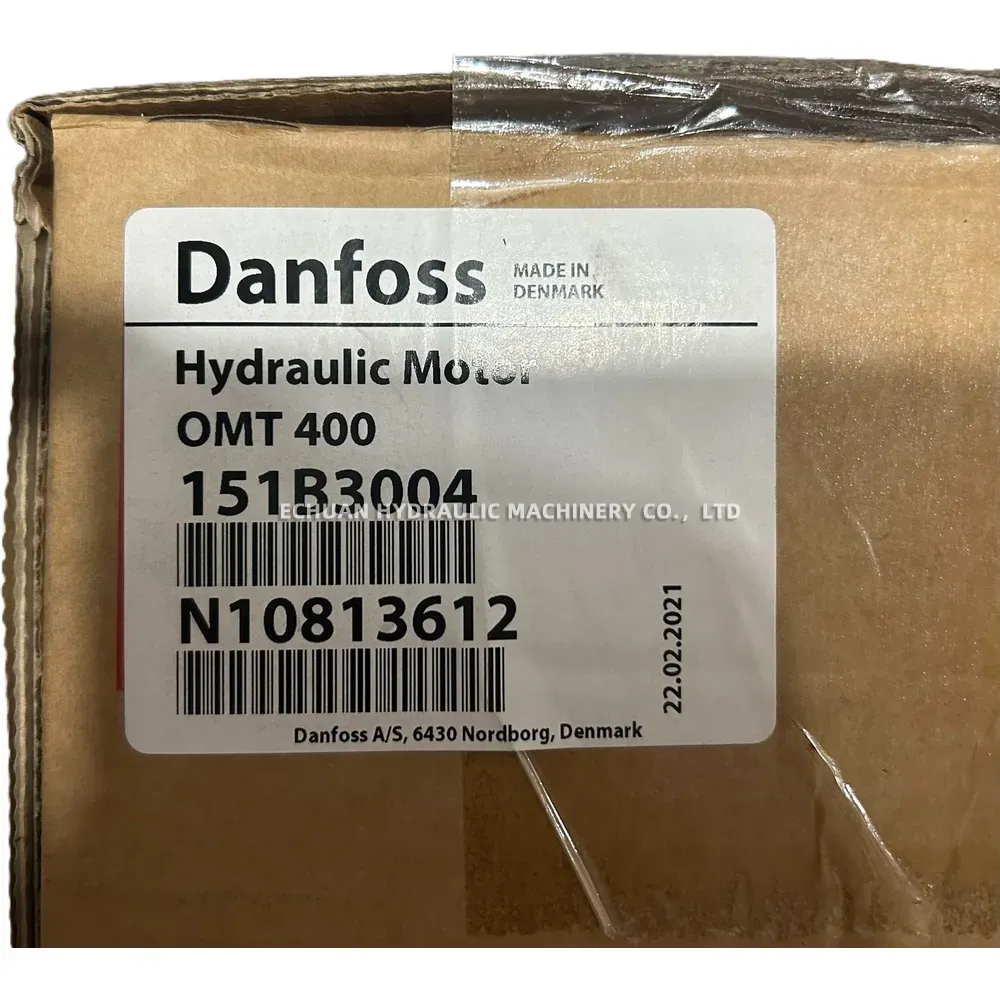 Danfoss
MADE IN
DENMARK
Hydraulic Motor
OMT 400
151B3004
ECHUAN HYDRAULIC MACHINERY CO., LTD
N10813612
22.02.2021
Danfoss A/S, 6430 Nordborg, Denmark